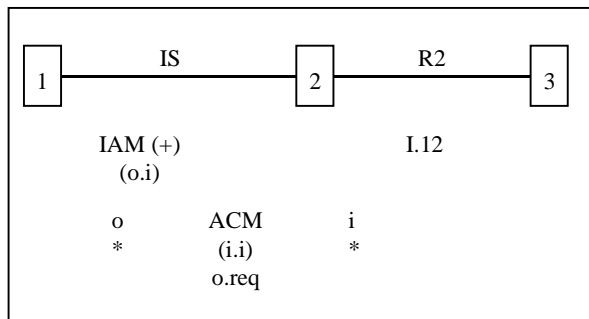 IS R2
1 2 3
IAM (+) I.12
(o.i)
o ACM i
* (i.i) *
o.req